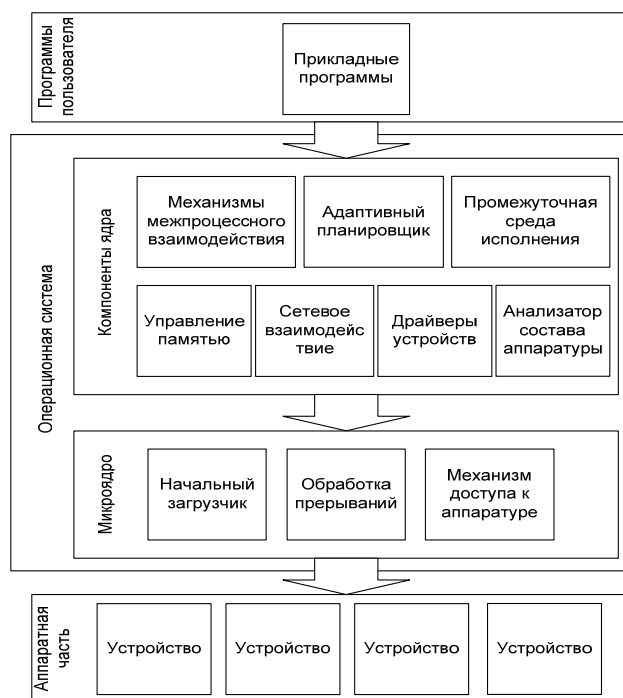 Программы
пользователя
Прикладные
программы
Операционная система
Компоненты ядра
Механизмы
межпроцессного
взаимодействия
Адаптивный
планировщик
Промежуточная
среда
исполнения
Управление
памятью
Сетевое
взаимодейс
твие
Драйверы
устройств
Анализатор
состава
аппаратуры
Микроядро
Начальный
загрузчик
Обработка
прерываний
Механизм
доступа к
аппаратуре
Аппаратная
часть
Устройство
Устройство
Устройство
Устройство